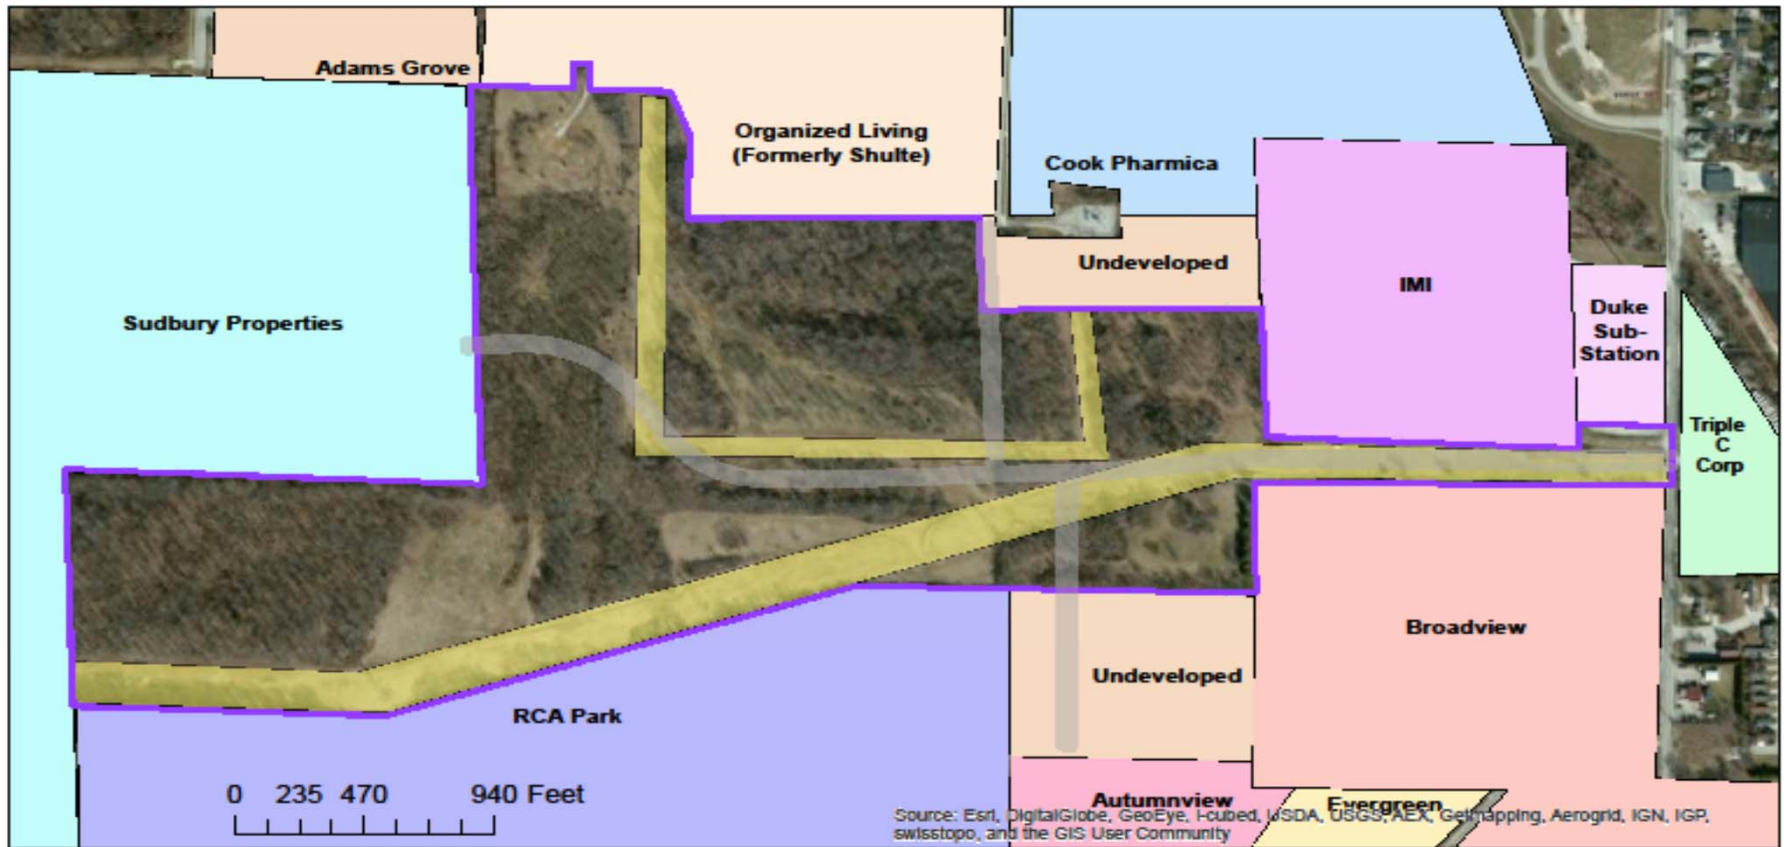 Adams Grove
Organized Living
(Formerly Shulte)
Cook Pharmica
Undeveloped
IMI
Duke
Sub-
Station
Sudbury Properties
Triple
C
Corp
Broadview
Undeveloped
RCA Park
0 235 470 940 Feet
Autumnview
Evergreen
Source: Esri, DigitalGlobe, GeoEye, i-cubed, USDA, USGS, AEX, Getmapping, Aerogrid, IGN, IGP,
swisstopo, and the GIS User Community